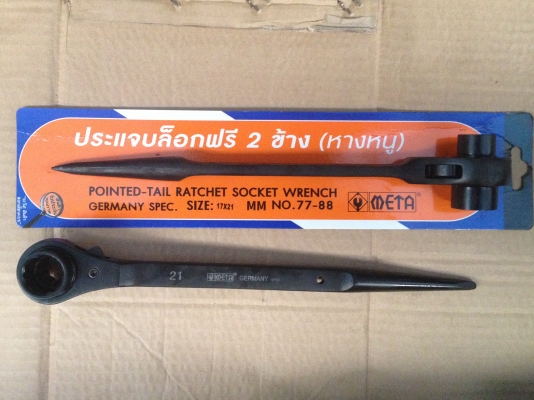 ประแจบล็อกฟรี 2 ข้าง (หางหนู)
POINTED-TAIL RATCHET SOCKET WRENCH
GERMANY SPEC. SIZE: 17X21 MM NO.77-88 META
21 META GERMANY